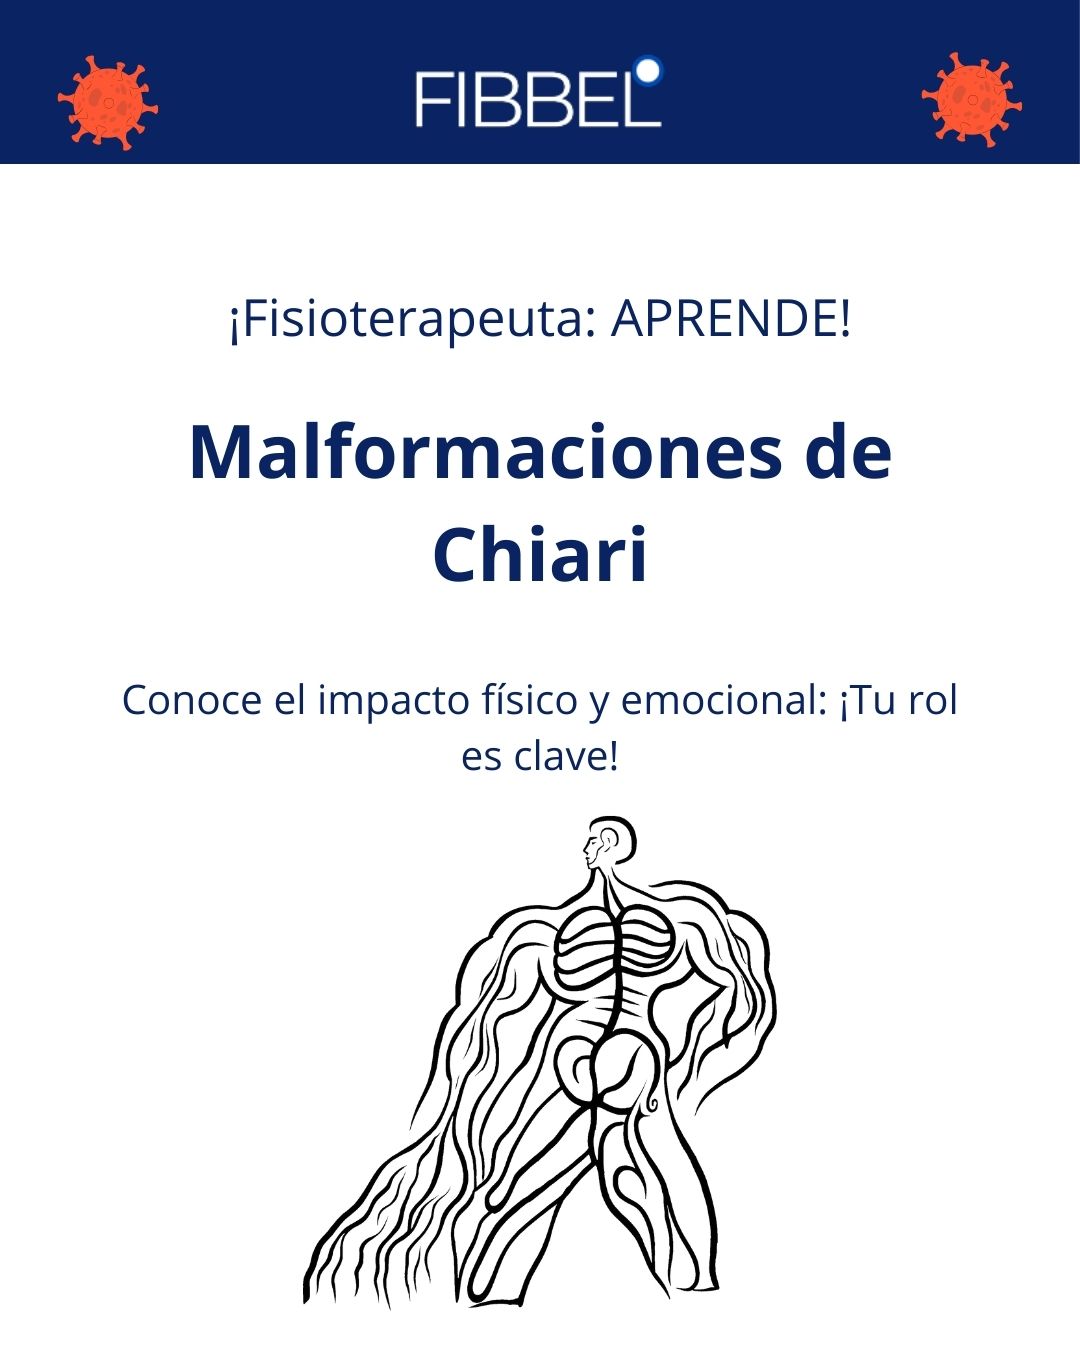 FIBBEL
¡Fisioterapeuta: APRENDE!
Malformaciones de
Chiari
Conoce el impacto físico y emocional: ¡Tu rol
es clave!